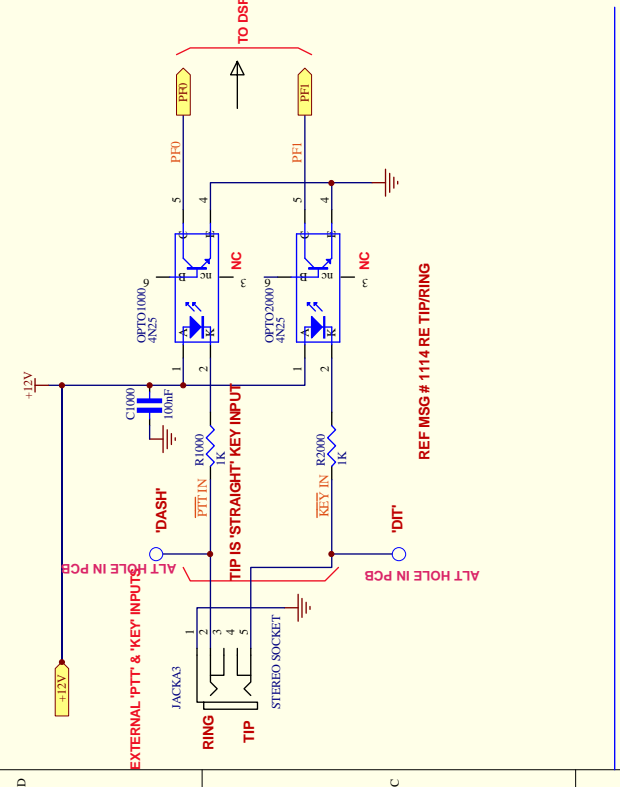 TO DSP
PF0
PF1
PF0
PF1
5
4
5
4
C
E
B
nc
A
K
C
E
B
nc
A
K
6
3
6
3
NC
NC
OPTO1000
4N25
OPTO2000
4N25
1
2
1
2
+12V
C1000
100nF
R1000
1K
R2000
1K
PTT IN
KEY IN
TIP IS 'STRAIGHT' KEY INPUT
REF MSG # 1114 RE TIP/RING
'DASH'
'DIT'
ALT HOLE IN PCB
ALT HOLE IN PCB
EXTERNAL 'PTT' & 'KEY' INPUTS
+12V
1
2
3
4
5
JACKA3
STEREO SOCKET
RING
TIP
D
C